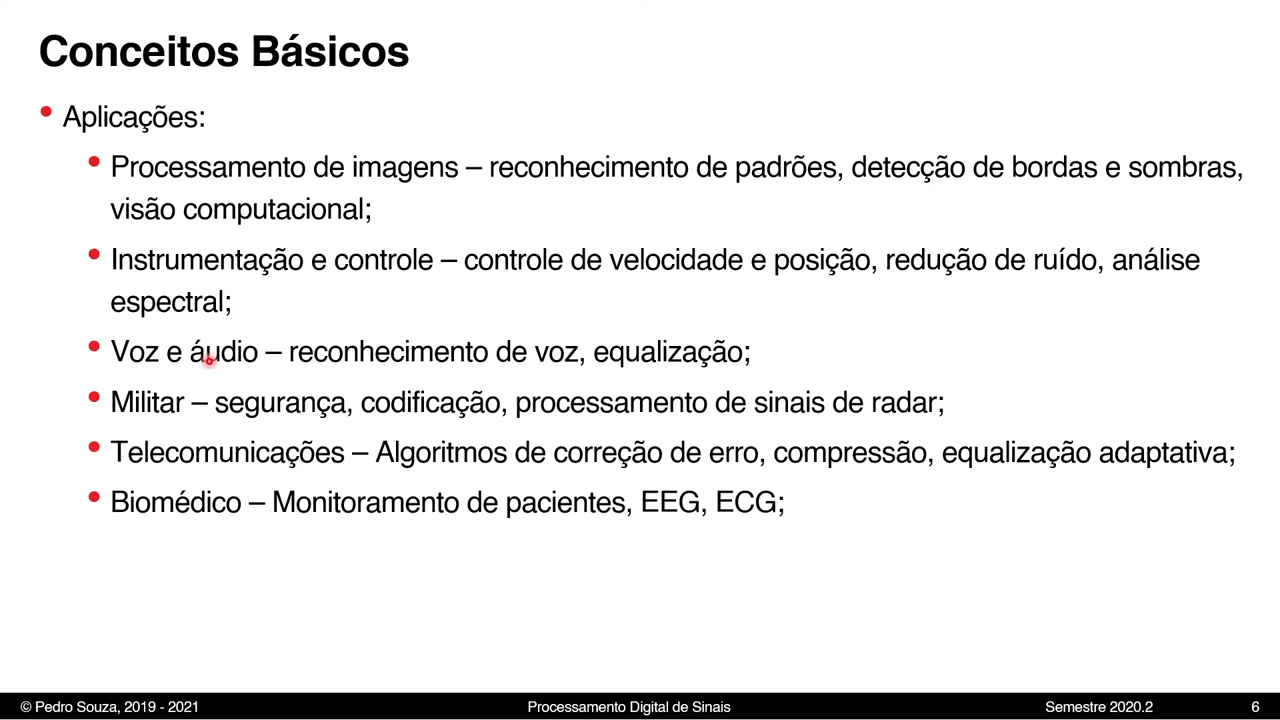 Conceitos Básicos
• Aplicações:
• Processamento de imagens – reconhecimento de padrões, detecção de bordas e sombras,
visão computacional;
• Instrumentação e controle – controle de velocidade e posição, redução de ruído, análise
espectral;
• Voz e áudio – reconhecimento de voz, equalização;
• Militar – segurança, codificação, processamento de sinais de radar;
• Telecomunicações – Algoritmos de correção de erro, compressão, equalização adaptativa;
• Biomédico – Monitoramento de pacientes, EEG, ECG;
© Pedro Souza, 2019 - 2021 Processamento Digital de Sinais Semestre 2020.2 6